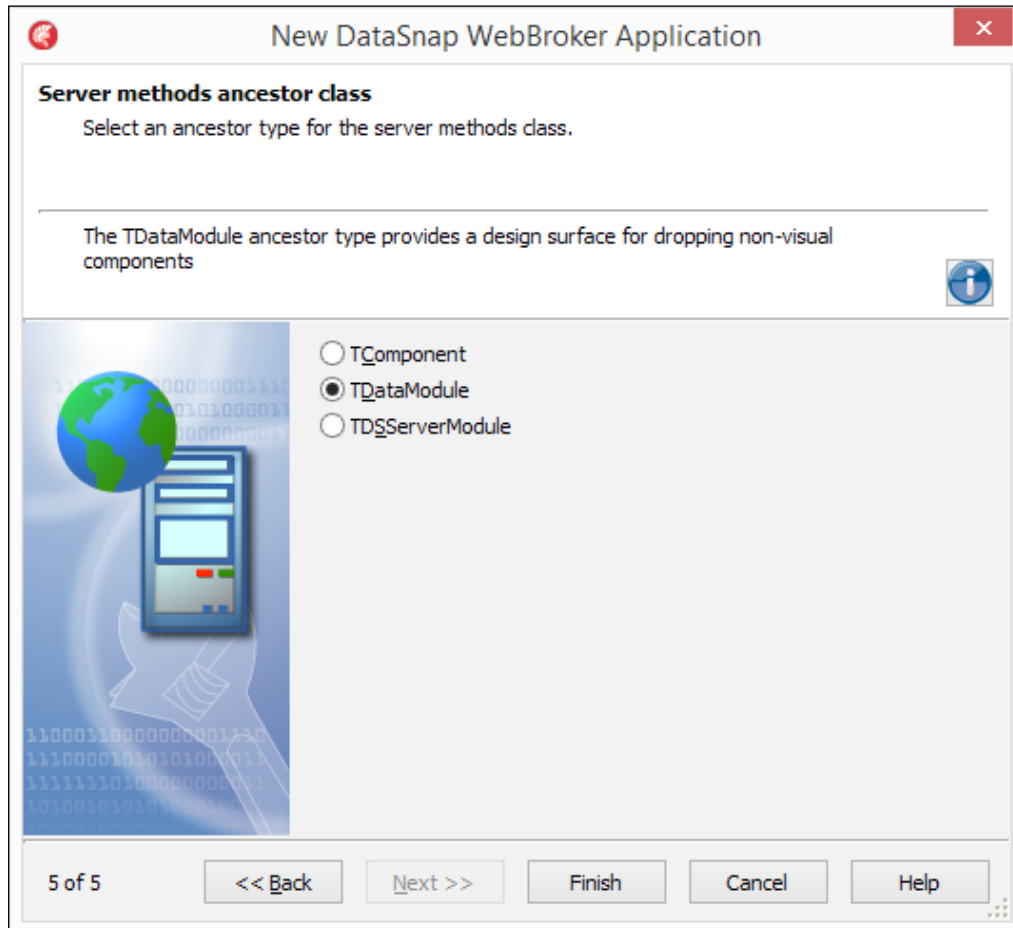 New DataSnap WebBroker Application
Server methods ancestor class
Select an ancestor type for the server methods class.
The TDataModule ancestor type provides a design surface for dropping non-visual
components
TComponent
TDataModule
TDSServerModule
5 of 5
<< Back
Next >>
Finish
Cancel
Help